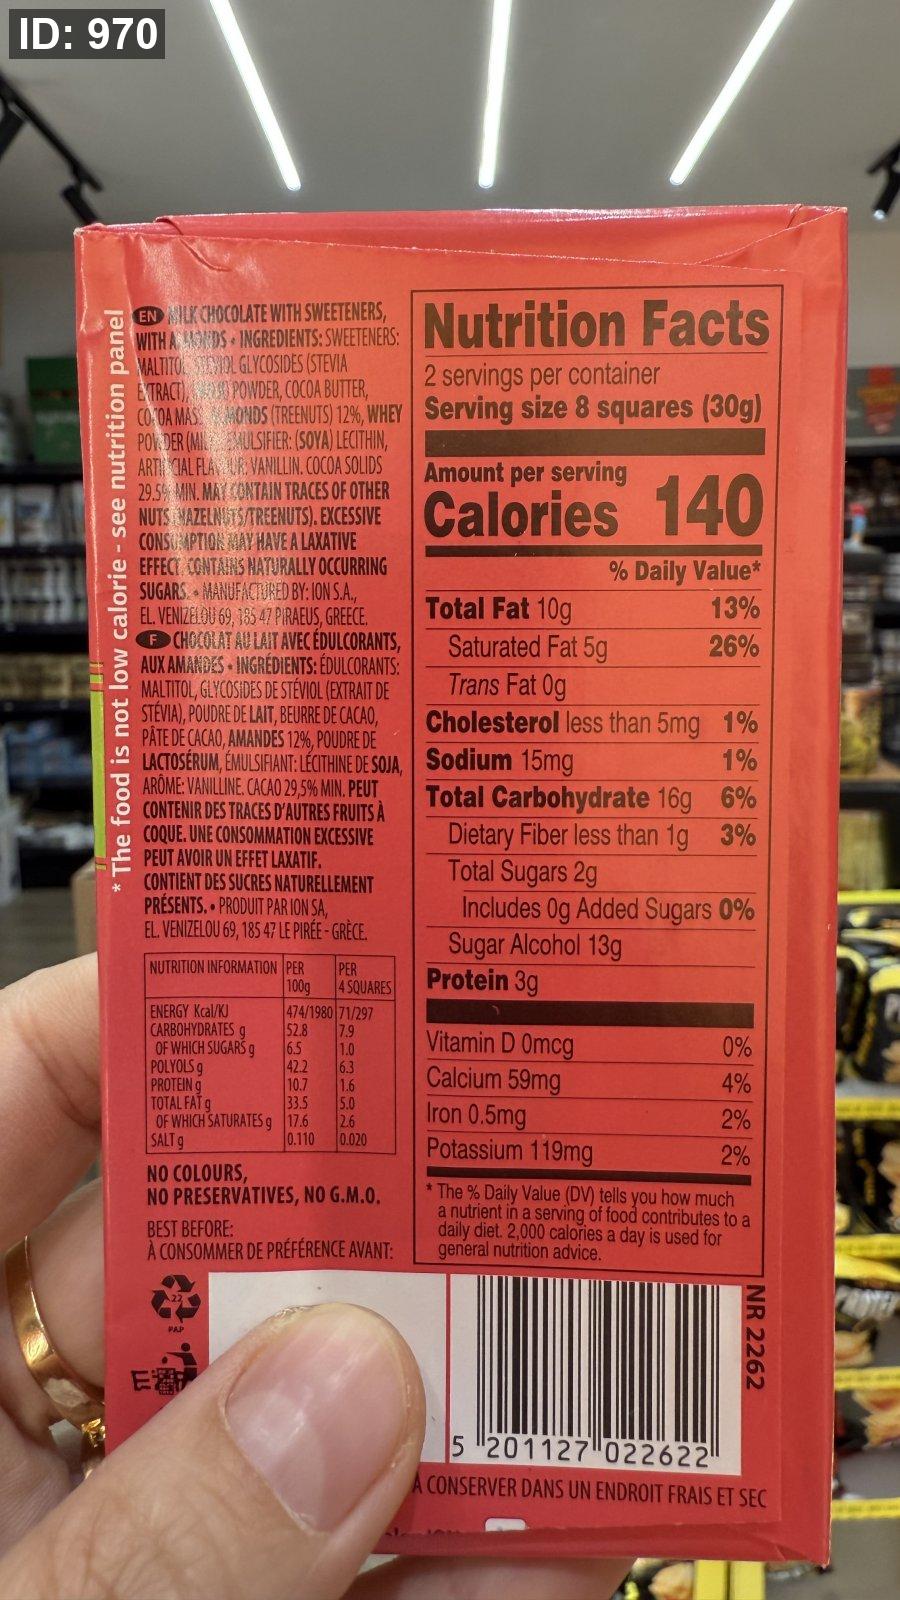 ID: 970
* The food is not low calorie - see nutrition panel
EN MILK CHOCOLATE WITH SWEETENERS,
WITH ALMONDS • INGREDIENTS: SWEETENERS:
MALTITOL, STEVIOL GLYCOSIDES (STEVIA
EXTRACT), POWDER, COCOA BUTTER,
COCOA MASS, ALMONDS (TREENUTS) 12%, WHEY
POWDER (MILK), EMULSIFIER: (SOYA) LECITHIN,
ARTIFICIAL FLAVOUR: VANILLIN. COCOA SOLIDS
29.5% MIN. MAY CONTAIN TRACES OF OTHER
NUTS (HAZELNUTS/TREENUTS). EXCESSIVE
CONSUMPTION MAY HAVE A LAXATIVE
EFFECT. CONTAINS NATURALLY OCCURRING
SUGARS. • MANUFACTURED BY: ION S.A.,
EL. VENIZELOU 69, 185 47 PIRAEUS, GREECE.
F CHOCOLAT AU LAIT AVEC ÉDULCORANTS,
AUX AMANDES • INGRÉDIENTS: ÉDULCORANTS:
MALTITOL, GLYCOSIDES DE STÉVIOL (EXTRAIT DE
STÉVIA), POUDRE DE LAIT, BEURRE DE CACAO,
PÂTE DE CACAO, AMANDES 12%, POUDRE DE
LACTOSÉRUM, ÉMULSIFIANT: LÉCITHINE DE SOJA,
ARÔME: VANILLINE. CACAO 29,5% MIN. PEUT
CONTENIR DES TRACES D'AUTRES FRUITS À
COQUE. UNE CONSOMMATION EXCESSIVE
PEUT AVOIR UN EFFET LAXATIF.
CONTIENT DES SUCRES NATURELLEMENT
PRÉSENTS. • PRODUIT PAR ION SA,
EL. VENIZELOU 69, 185 47 LE PIRÉE - GRÈCE.
NUTRITION INFORMATION PER 100g PER 4 SQUARES
ENERGY Kcal/KJ 474/1980 71/297
CARBOHYDRATES g 52.8 7.9
OF WHICH SUGARS g 6.5 1.0
POLYOLS g 42.2 6.3
PROTEIN g 10.7 1.6
TOTAL FAT g 33.5 5.0
OF WHICH SATURATES g 17.6 2.6
SALT g 0.110 0.020
NO COLOURS,
NO PRESERVATIVES, NO G.M.O.
BEST BEFORE:
À CONSOMMER DE PRÉFÉRENCE AVANT:
22
PAP
Nutrition Facts
2 servings per container
Serving size 8 squares (30g)
Amount per serving
Calories 140
% Daily Value*
Total Fat 10g 13%
Saturated Fat 5g 26%
Trans Fat 0g
Cholesterol less than 5mg 1%
Sodium 15mg 1%
Total Carbohydrate 16g 6%
Dietary Fiber less than 1g 3%
Total Sugars 2g
Includes 0g Added Sugars 0%
Sugar Alcohol 13g
Protein 3g
Vitamin D 0mcg 0%
Calcium 59mg 4%
Iron 0.5mg 2%
Potassium 119mg 2%
* The % Daily Value (DV) tells you how much
a nutrient in a serving of food contributes to a
daily diet. 2,000 calories a day is used for
general nutrition advice.
NR 2262
5 201127 022622
À CONSERVER DANS UN ENDROIT FRAIS ET SEC